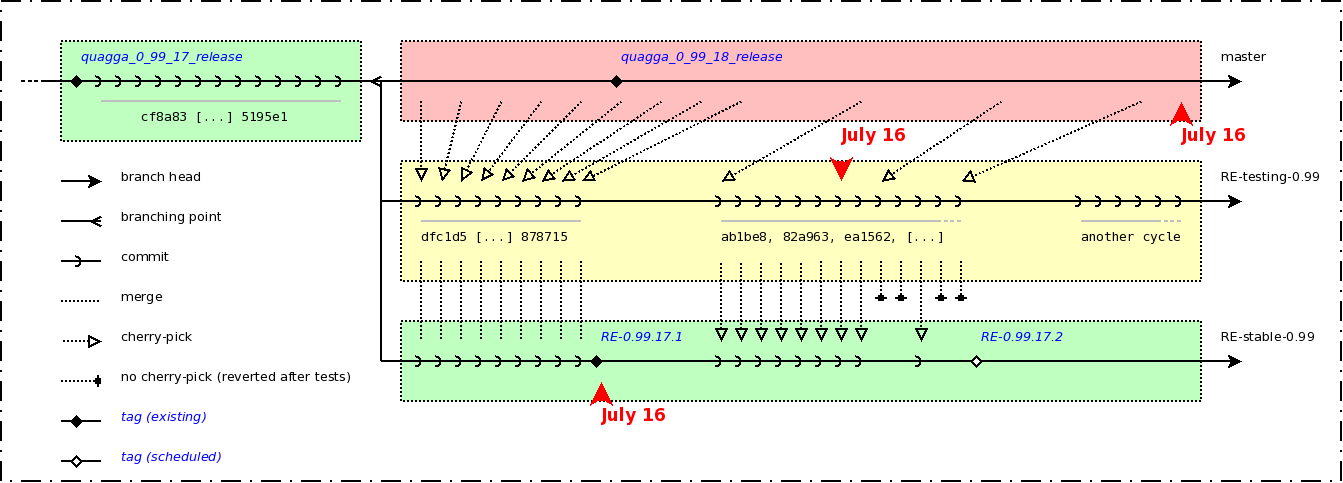 quagga_0_99_17_release
quagga_0_99_18_release
master
cf8a83 [...] 5195e1
July 16
July 16
branch head
RE-testing-0.99
branching point
dfc1d5 [...] 878715
ab1be8, 82a963, ea1562, [...]
another cycle
commit
merge
cherry-pick
RE-0.99.17.1
RE-0.99.17.2
RE-stable-0.99
no cherry-pick (reverted after tests)
tag (existing)
July 16
tag (scheduled)